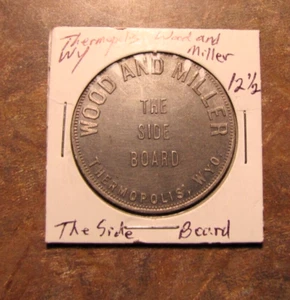 Thermopolis Wood and
WY Miller
12½
WOOD AND MILLER
THE
SIDE
BOARD
THERMOPOLIS, WYO
The Side Board